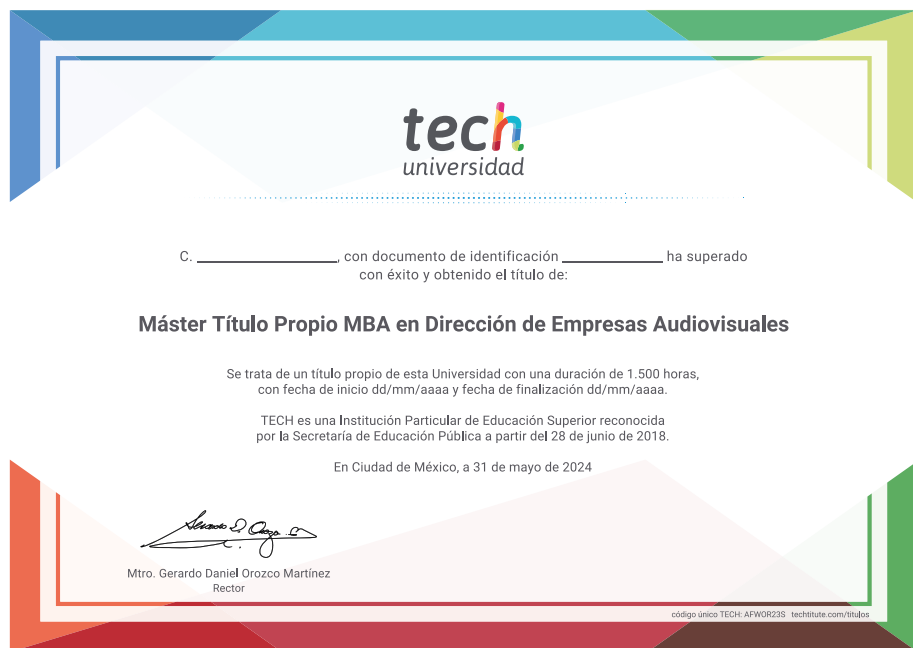 tech
universidad
C. __________________, con documento de identificación _____________ ha superado
con éxito y obtenido el título de:
Máster Título Propio MBA en Dirección de Empresas Audiovisuales
Se trata de un título propio de esta Universidad con una duración de 1.500 horas,
con fecha de inicio dd/mm/aaaa y fecha de finalización dd/mm/aaaa.
TECH es una Institución Particular de Educación Superior reconocida
por la Secretaría de Educación Pública a partir del 28 de junio de 2018.
En Ciudad de México, a 31 de mayo de 2024
Mtro. Gerardo Daniel Orozco Martínez
Rector
código único TECH: AFWOR23S techtitute.com/titulos